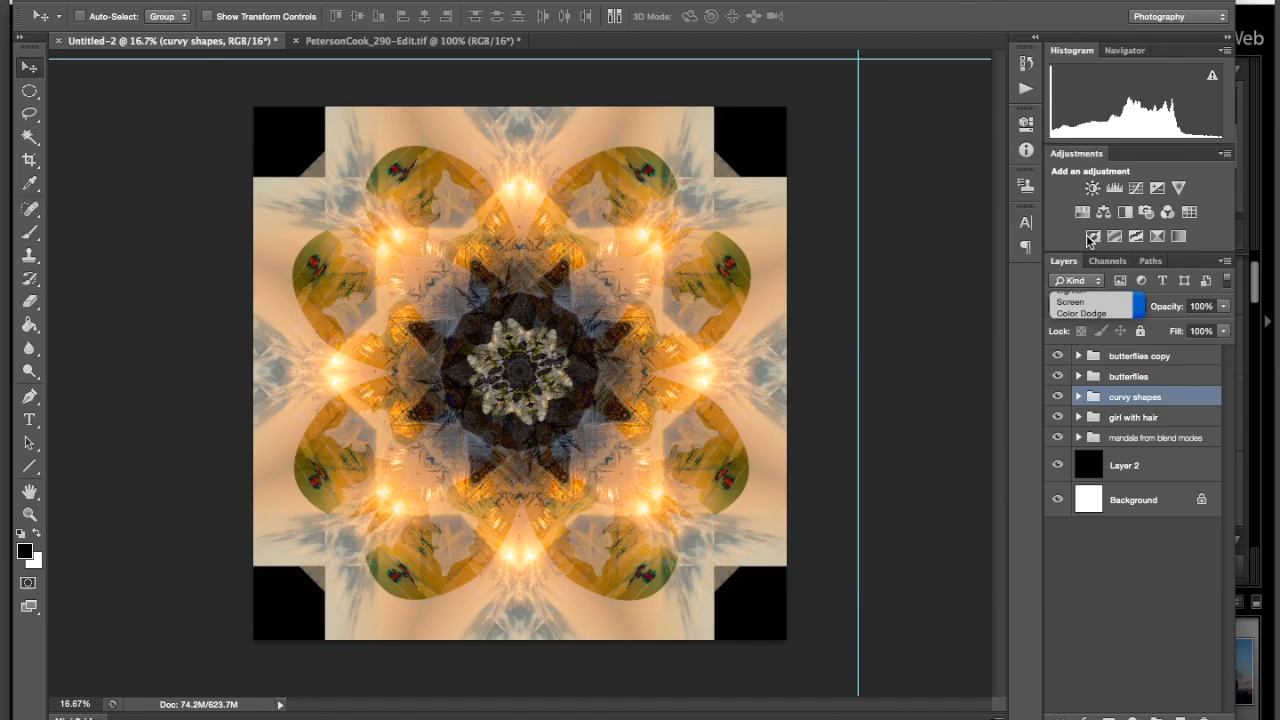 Auto-Select: Group Show Transform Controls 3D Mode: Photography
× Untitled-2 @ 16.7% (curvy shapes, RGB/16*) * × PetersonCook_290-Edit.tif @ 100% (RGB/16*) *
Web
Histogram Navigator
Adjustments
Add an adjustment
Layers Channels Paths
Kind
Screen
Color Dodge
Opacity: 100%
Lock: Fill: 100%
butterflies copy
butterflies
curvy shapes
girl with hair
mandala from blend modes
Layer 2
Background
16.67% Doc: 74.2M/623.7M